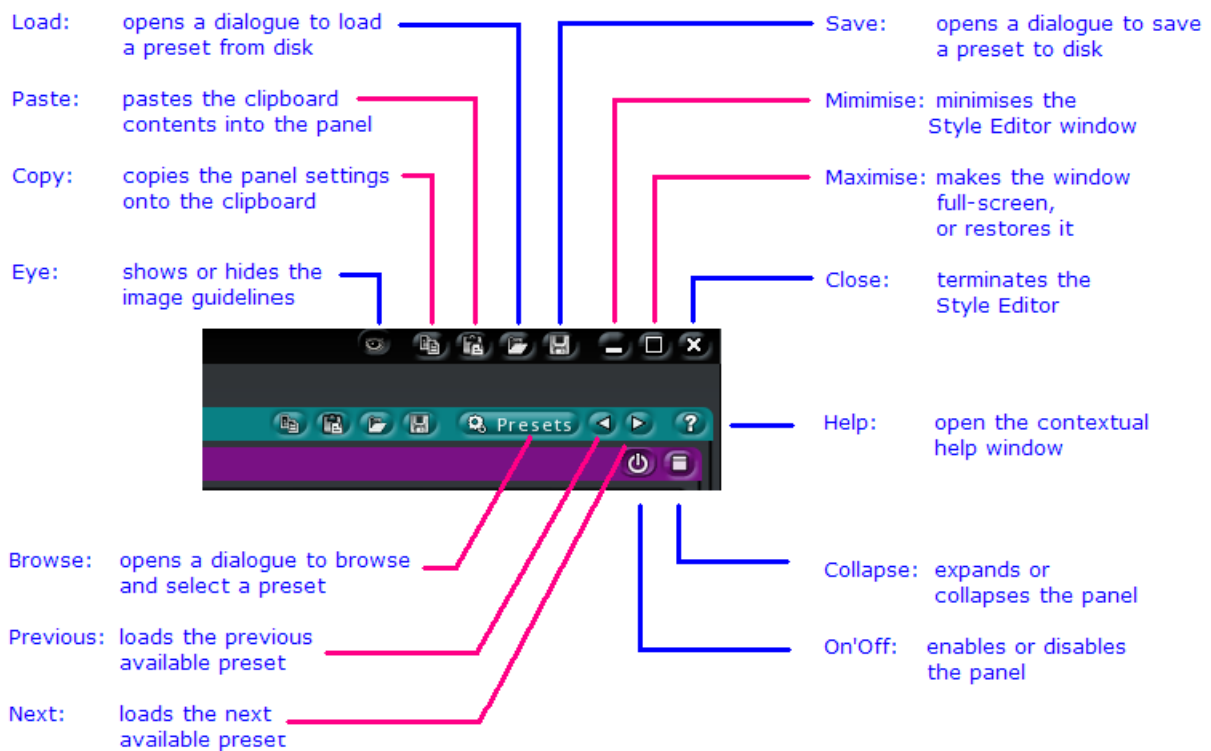 Load: opens a dialogue to load
a preset from disk
Paste: pastes the clipboard
contents into the panel
Copy: copies the panel settings
onto the clipboard
Eye: shows or hides the
image guidelines
Save: opens a dialogue to save
a preset to disk
Mimimise: minimises the
Style Editor window
Maximise: makes the window
full-screen,
or restores it
Close: terminates the
Style Editor
Presets
?
Help: open the contextual
help window
Browse: opens a dialogue to browse
and select a preset
Previous: loads the previous
available preset
Next: loads the next
available preset
Collapse: expands or
collapses the panel
On'Off: enables or disables
the panel